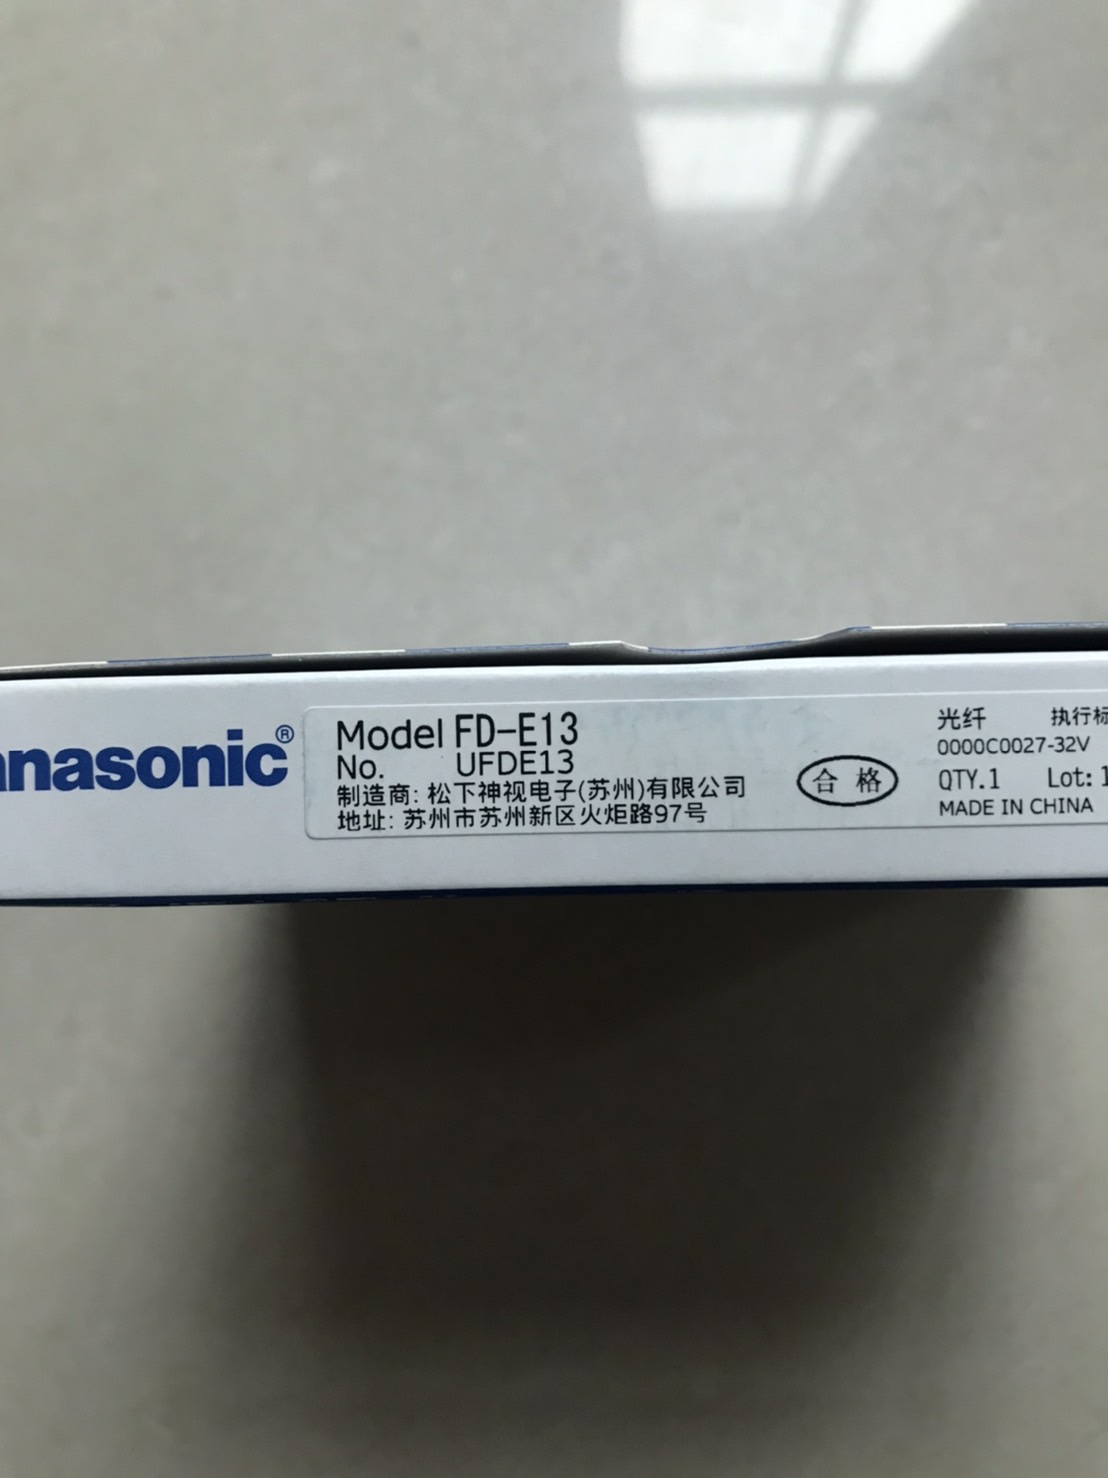 anasonic®
Model FD-E13
No. UFDE13
制造商: 松下神视电子(苏州)有限公司
地址: 苏州市苏州新区火炬路97号
合格
光纤 执行标
0000C0027-32V
QTY.1 Lot: 1
MADE IN CHINA